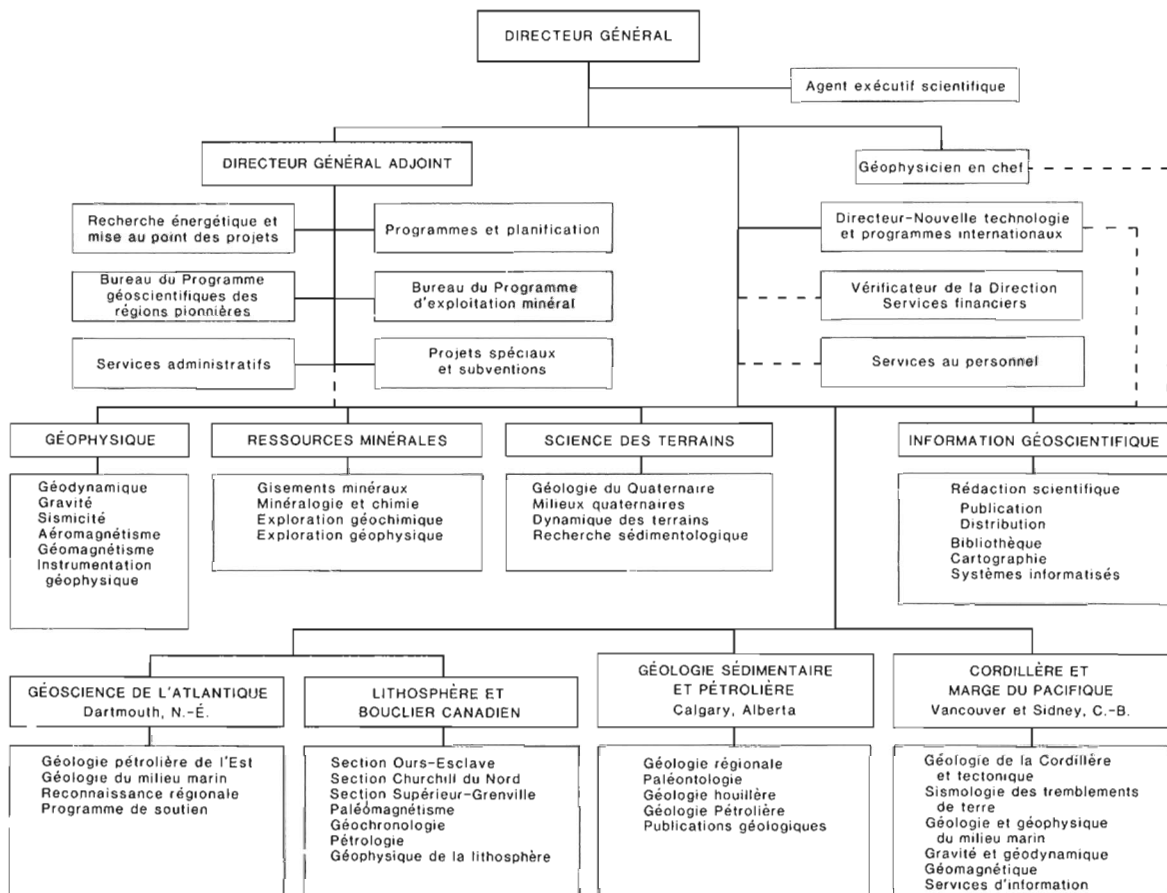 DIRECTEUR GÉNÉRAL
Agent exécutif scientifique
DIRECTEUR GÉNÉRAL ADJOINT
Géophysicien en chef
Recherche énergétique et
mise au point des projets
Programmes et planification
Directeur-Nouvelle technologie
et programmes internationaux
Bureau du Programme
géoscientifiques des
régions pionnières
Bureau du Programme
d'exploitation minéral
Vérificateur de la Direction
Services financiers
Services administratifs
Projets spéciaux
et subventions
Services au personnel
GÉOPHYSIQUE
Géodynamique
Gravité
Sismicité
Aéromagnétisme
Géomagnétisme
Instrumentation
géophysique
RESSOURCES MINÉRALES
Gisements minéraux
Minéralogie et chimie
Exploration géochimique
Exploration géophysique
SCIENCE DES TERRAINS
Géologie du Quaternaire
Milieux quaternaires
Dynamique des terrains
Recherche sédimentologique
INFORMATION GÉOSCIENTIFIQUE
Rédaction scientifique
Publication
Distribution
Bibliothèque
Cartographie
Systèmes informatisés
GÉOSCIENCE DE L'ATLANTIQUE
Dartmouth, N.-É.
Géologie pétrolière de l'Est
Géologie du milieu marin
Reconnaissance régionale
Programme de soutien
LITHOSPHÈRE ET
BOUCLIER CANADIEN
Section Ours-Esclave
Section Churchill du Nord
Section Supérieur-Grenville
Paléomagnétisme
Géochronologie
Pétrologie
Géophysique de la lithosphère
GÉOLOGIE SÉDIMENTAIRE
ET PÉTROLIÈRE
Calgary, Alberta
Géologie régionale
Paléontologie
Géologie houillère
Géologie Pétrolière
Publications géologiques
CORDILLÈRE ET
MARGE DU PACIFIQUE
Vancouver et Sidney, C.-B.
Géologie de la Cordillère
et tectonique
Sismologie des tremblements
de terre
Géologie et géophysique
du milieu marin
Gravité et géodynamique
Géomagnétique
Services d'information